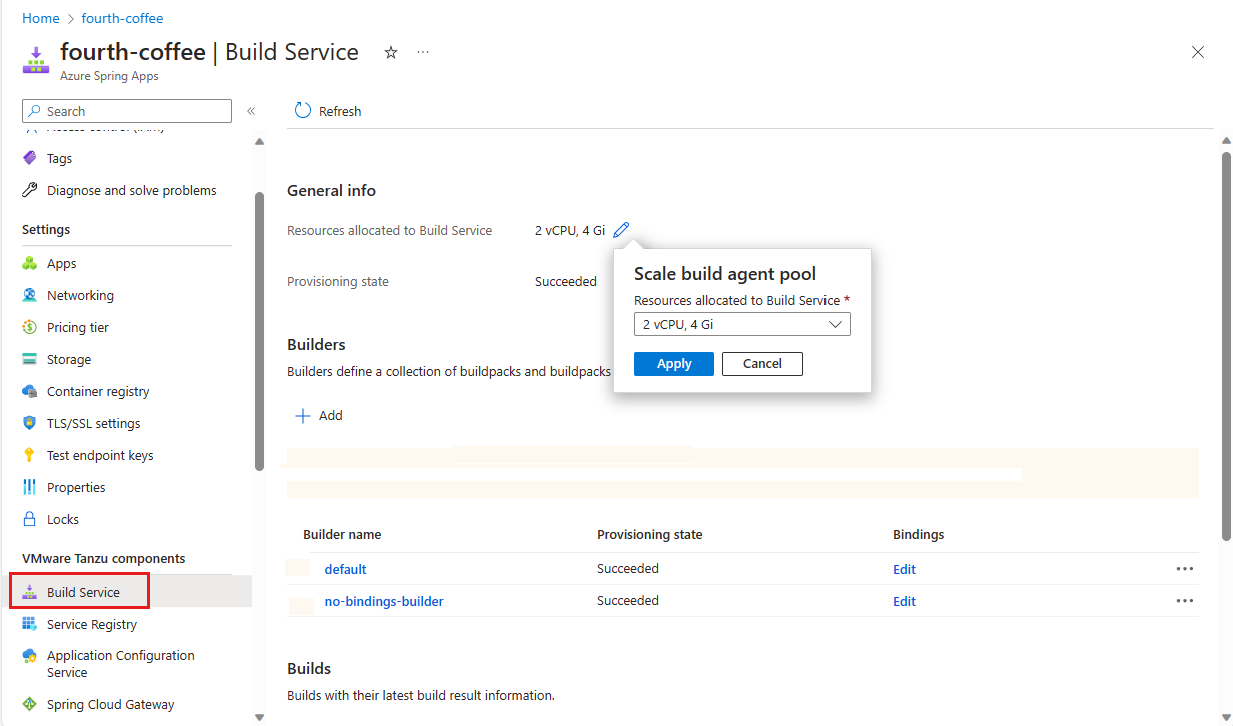 Home > fourth-coffee
fourth-coffee | Build Service
Azure Spring Apps
Search
Refresh
Tags
Diagnose and solve problems
Settings
Apps
Networking
Pricing tier
Storage
Container registry
TLS/SSL settings
Test endpoint keys
Properties
Locks
VMware Tanzu components
Build Service
Service Registry
Application Configuration
Service
Spring Cloud Gateway
General info
Resources allocated to Build Service 2 vCPU, 4 Gi
Provisioning state Succeeded
Scale build agent pool
Resources allocated to Build Service *
2 vCPU, 4 Gi
Apply Cancel
Builders
Builders define a collection of buildpacks and buildpacks
Add
Builder name Provisioning state Bindings
default Succeeded Edit
no-bindings-builder Succeeded Edit
Builds
Builds with their latest build result information.